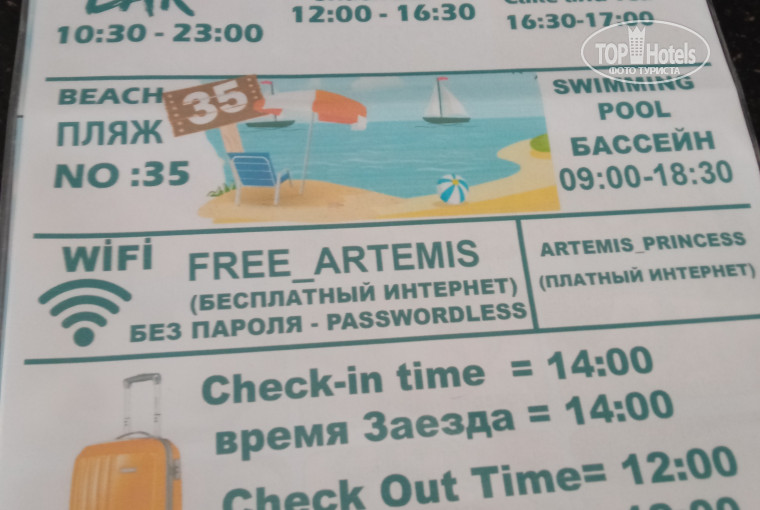 10:30 - 23:00
12:00 - 16:30
16:30-17:00
TOP Hotels
ФОТО ТУРИСТА
BEACH
ПЛЯЖ
NO :35
35
SWIMMING
POOL
БАССЕЙН
09:00-18:30
WİFİ
FREE_ARTEMIS
(БЕСПЛАТНЫЙ ИНТЕРНЕТ)
БЕЗ ПАРОЛЯ - PASSWORDLESS
ARTEMIS_PRINCESS
(ПЛАТНЫЙ ИНТЕРНЕТ)
Check-in time = 14:00
время Заезда = 14:00
Check Out Time= 12:00